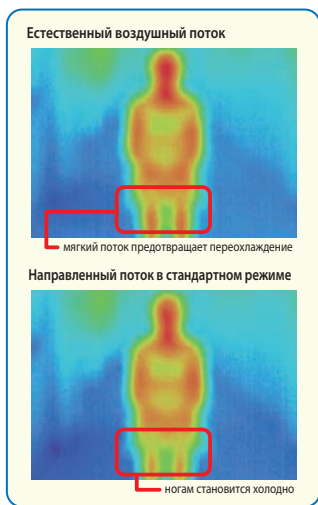 Естественный воздушный поток
мягкий поток предотвращает переохлаждение
Направленный поток в стандартном режиме
ногам становится холодно